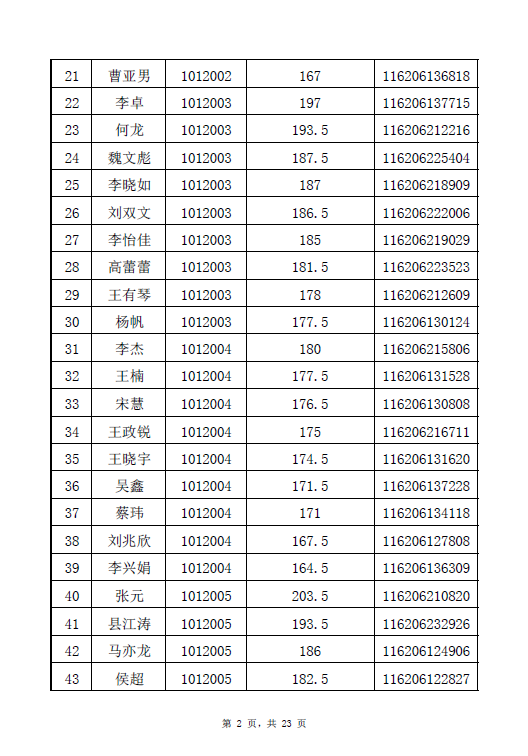 21 曹亚男 1012002 167 116206136818
22 李卓 1012003 197 116206137715
23 何龙 1012003 193.5 116206212216
24 魏文彪 1012003 187.5 116206225404
25 李晓如 1012003 187 116206218909
26 刘双文 1012003 186.5 116206222006
27 李怡佳 1012003 185 116206219029
28 高蕾蕾 1012003 181.5 116206223523
29 王有琴 1012003 178 116206212609
30 杨帆 1012003 177.5 116206130124
31 李杰 1012004 180 116206215806
32 王楠 1012004 177.5 116206131528
33 宋慧 1012004 176.5 116206130808
34 王政锐 1012004 175 116206216711
35 王晓宇 1012004 174.5 116206131620
36 吴鑫 1012004 171.5 116206137228
37 蔡玮 1012004 171 116206134118
38 刘兆欣 1012004 167.5 116206127808
39 李兴娟 1012004 164.5 116206136309
40 张元 1012005 203.5 116206210820
41 县江涛 1012005 193.5 116206232926
42 马亦龙 1012005 186 116206124906
43 侯超 1012005 182.5 116206122827
第 2 页，共 23 页